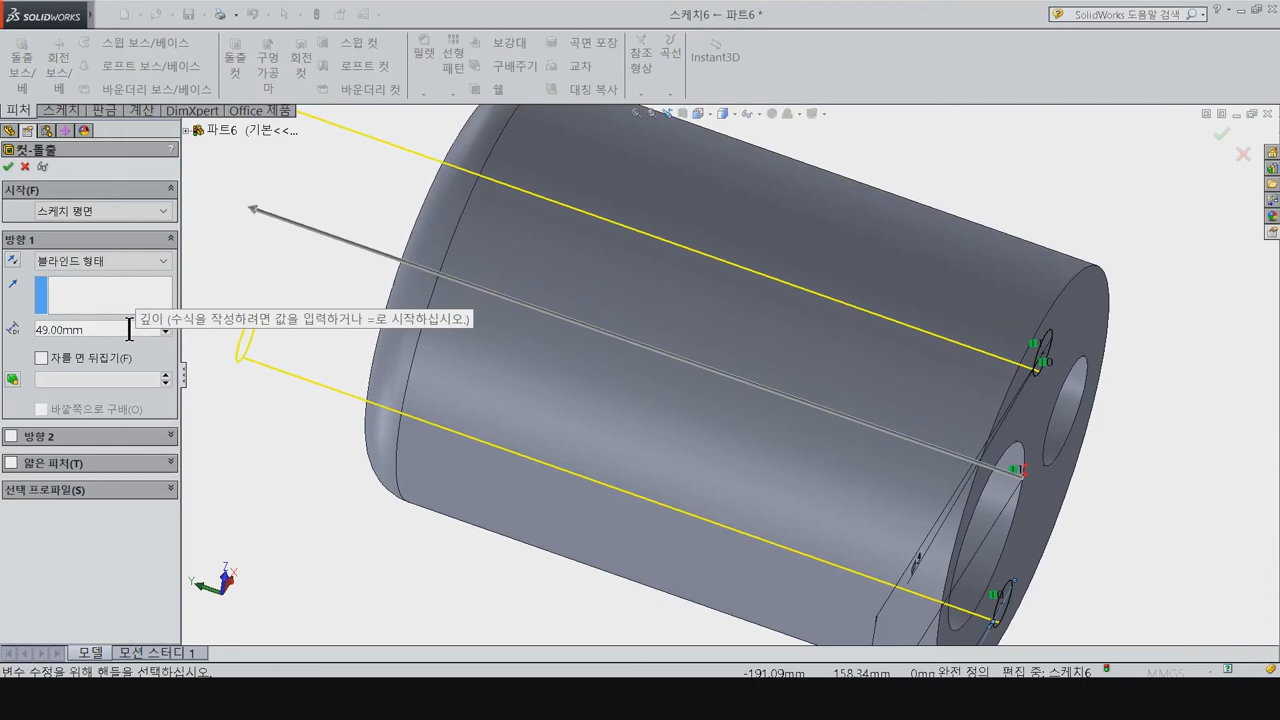 SOLIDWORKS
스케치6 ← 파트6 *
SolidWorks 도움말 검색
돌출 보스/베
회전 보스/베
스윕 보스/베이스
로프트 보스/베이스
바운더리 보스/베이스
돌출 컷
구멍 가공 마
회전 컷
스윕 컷
로프트 컷
바운더리 컷
필렛
선형 패턴
보강대
구배주기
쉘
곡면 포장
교차
대칭 복사
참조 형상
곡선
Instant3D
피처
스케치
판금
계산
DimXpert
Office 제품
파트6 (기본<<...
컷-돌출
?
시작(F)
스케치 평면
방향 1
블라인드 형태
깊이 (수식을 작성하려면 값을 입력하거나 =로 시작하십시오.)
49.00mm
자를 면 뒤집기(F)
바깥쪽으로 구배(O)
방향 2
얇은 피처(T)
선택 프로파일(S)
Z
X
Y
모델
모션 스터디 1
변수 수정을 위해 핸들을 선택하십시오.
-191.09mm
158.34mm
0mm
완전 정의
편집 중: 스케치6
MMGS